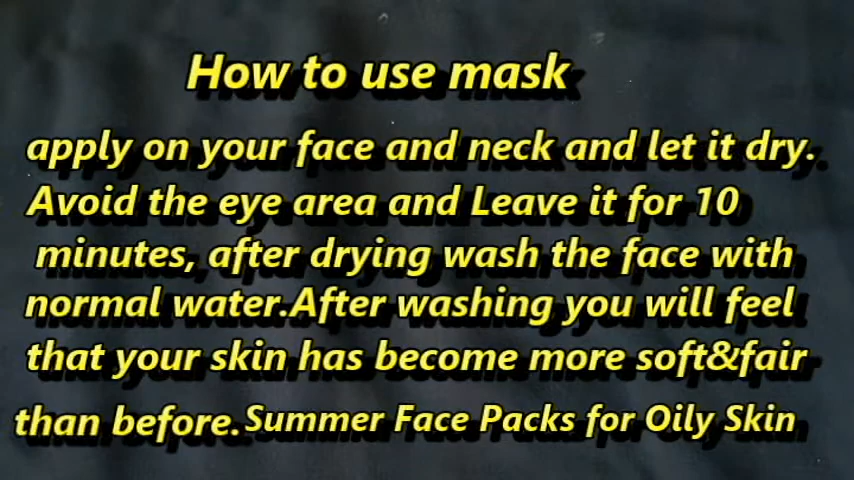 How to use mask
apply on your face and neck and let it dry.
Avoid the eye area and Leave it for 10
minutes, after drying wash the face with
normal water.After washing you will feel
that your skin has become more soft&fair
than before. Summer Face Packs for Oily Skin